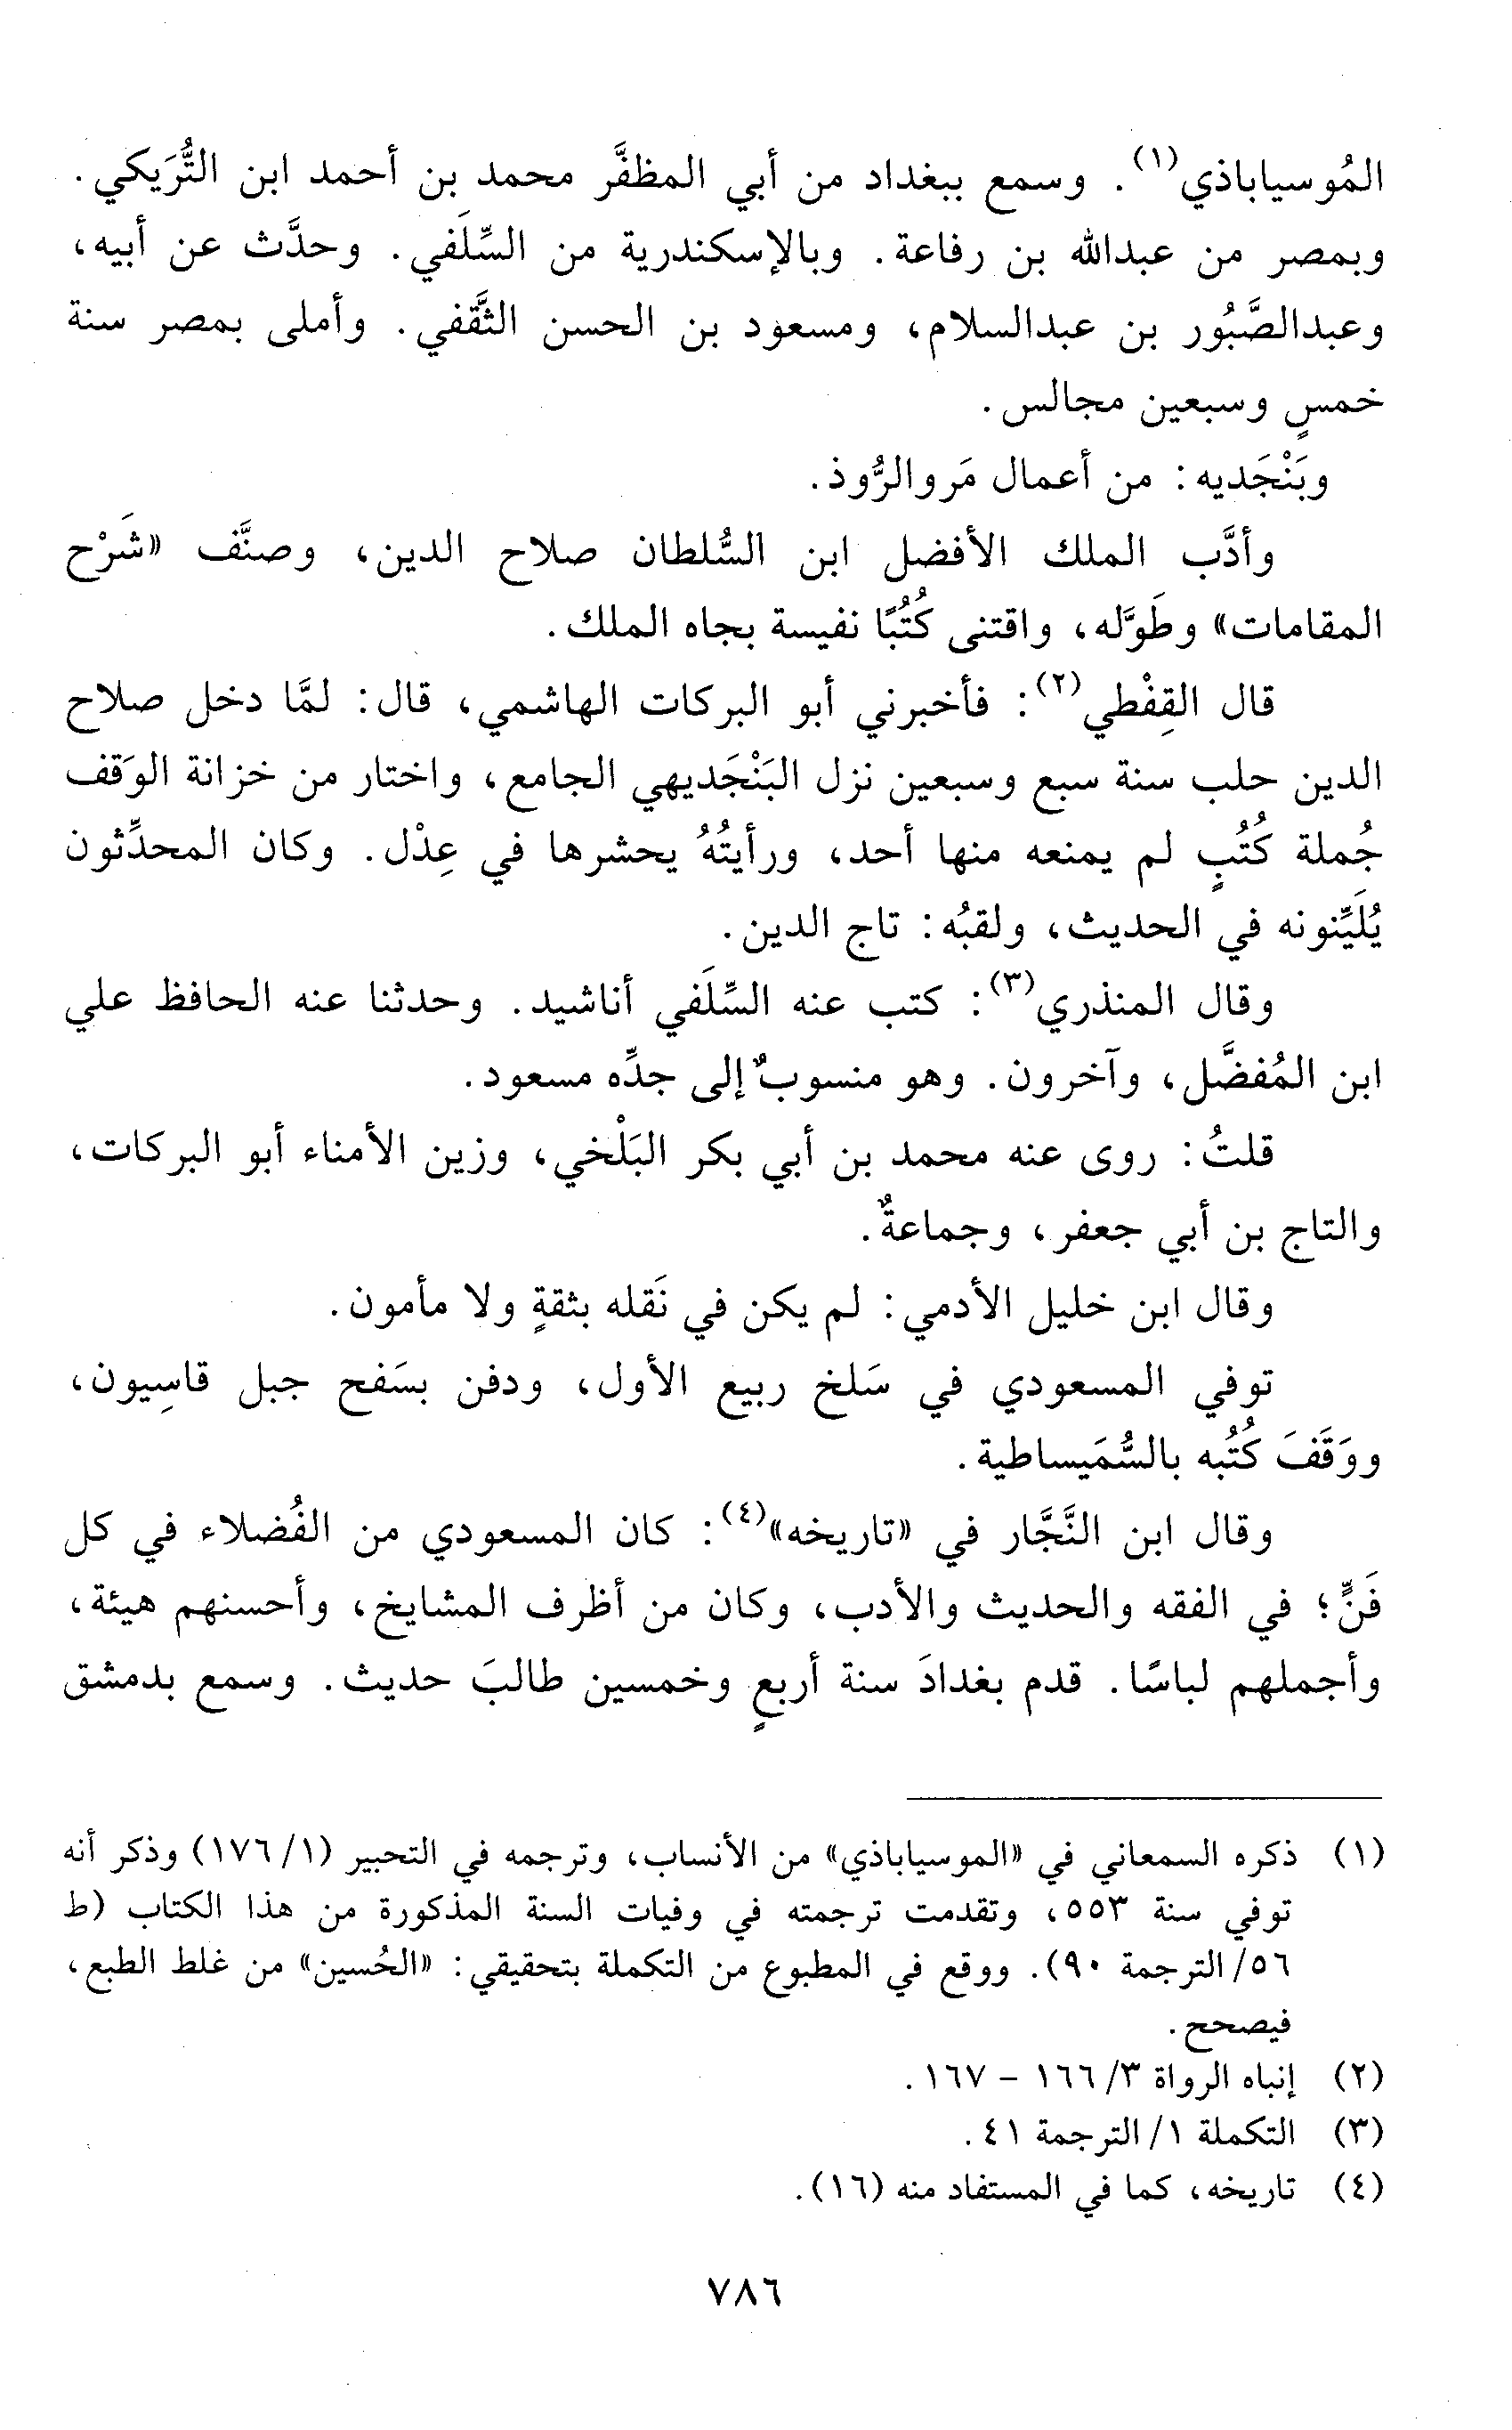 المُوسياباذي(١). وسمع ببغداد من أبي المظفَّر محمد بن أحمد ابن التُّرَيكي.
وبمصر من عبدالله بن رفاعة. وبالإسكندرية من السِّلَفي. وحدَّث عن أبيه،
وعبدالصَّبُور بن عبدالسلام، ومسعود بن الحسن الثَّقفي. وأملى بمصر سنة
خمسٍ وسبعين مجالس.
وبَنْجَديه: من أعمال مَروالرُّوذ.
وأدَّب الملك الأفضل ابن السُّلطان صلاح الدين، وصنَّف «شَرْح
المقامات» وطَوَّله، واقتنى كُتُبًا نفيسة بجاه الملك.
قال القِفْطي(٢): فأخبرني أبو البركات الهاشمي، قال: لمَّا دخل صلاح
الدين حلب سنة سبع وسبعين نزل البَنْجَديهي الجامع، واختار من خزانة الوَقف
جُملة كُتُبٍ لم يمنعه منها أحد، ورأيتُهُ يحشرها في عِدْل. وكان المحدِّثون
يُلَيِّنونه في الحديث، ولقبُه: تاج الدين.
وقال المنذري(٣): كتب عنه السِّلَفي أناشيد. وحدثنا عنه الحافظ علي
ابن المُفضَّل، وآخرون. وهو منسوبٌ إلى جدِّه مسعود.
قلتُ: روى عنه محمد بن أبي بكر البَلْخي، وزين الأمناء أبو البركات،
والتاج بن أبي جعفر، وجماعةٌ.
وقال ابن خليل الأدمي: لم يكن في نَقله بثقةٍ ولا مأمون.
توفي المسعودي في سَلخ ربيع الأول، ودفن بسَفح جبل قاسِيون،
ووَقَفَ كُتُبه بالسُّمَيساطية.
وقال ابن النَّجَّار في «تاريخه»(٤): كان المسعودي من الفُضلاء في كل
فَنٍّ؛ في الفقه والحديث والأدب، وكان من أظرف المشايخ، وأحسنهم هيئة،
وأجملهم لباسًا. قدم بغدادَ سنة أربعٍ وخمسين طالبَ حديث. وسمع بدمشق
(١) ذكره السمعاني في «الموسياباذي» من الأنساب، وترجمه في التحبير (١/ ١٧٦) وذكر أنه
توفي سنة ٥٥٣، وتقدمت ترجمته في وفيات السنة المذكورة من هذا الكتاب (ط
٥٦/ الترجمة ٩٠). ووقع في المطبوع من التكملة بتحقيقي: «الحُسين» من غلط الطبع،
فيصحح.
(٢) إنباه الرواة ٣/ ١٦٦ - ١٦٧.
(٣) التكملة ١/ الترجمة ٤١.
(٤) تاريخه، كما في المستفاد منه (١٦).
٧٨٦